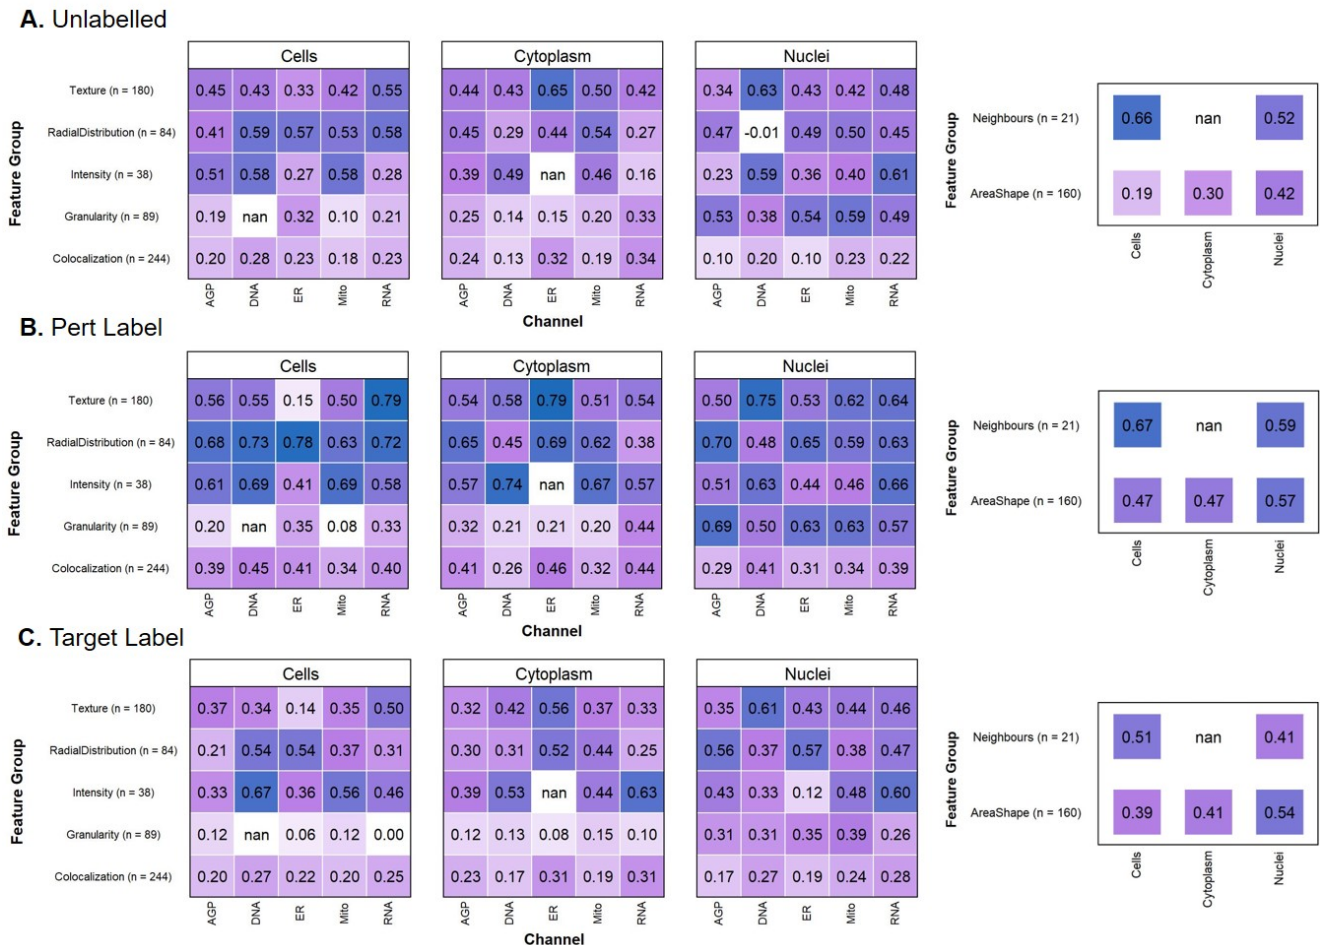 A. Unlabelled
Cells Cytoplasm Nuclei
Feature Group
Texture (n = 180) 0.45 0.43 0.33 0.42 0.55 0.44 0.43 0.65 0.50 0.42 0.34 0.63 0.43 0.42 0.48
RadialDistribution (n = 84) 0.41 0.59 0.57 0.53 0.58 0.45 0.29 0.44 0.54 0.27 0.47 -0.01 0.49 0.50 0.45
Intensity (n = 38) 0.51 0.58 0.27 0.58 0.28 0.39 0.49 nan 0.46 0.16 0.23 0.59 0.36 0.40 0.61
Granularity (n = 89) 0.19 nan 0.32 0.10 0.21 0.25 0.14 0.15 0.20 0.33 0.53 0.38 0.54 0.59 0.49
Colocalization (n = 244) 0.20 0.28 0.23 0.18 0.23 0.24 0.13 0.32 0.19 0.34 0.10 0.20 0.10 0.23 0.22
AGP DNA ER Mito RNA AGP DNA ER Mito RNA AGP DNA ER Mito RNA
Channel
Feature Group
Neighbours (n = 21) 0.66 nan 0.52
AreaShape (n = 160) 0.19 0.30 0.42
Cells Cytoplasm Nuclei
B. Pert Label
Cells Cytoplasm Nuclei
Feature Group
Texture (n = 180) 0.56 0.55 0.15 0.50 0.79 0.54 0.58 0.79 0.51 0.54 0.50 0.75 0.53 0.62 0.64
RadialDistribution (n = 84) 0.68 0.73 0.78 0.63 0.72 0.65 0.45 0.69 0.62 0.38 0.70 0.48 0.65 0.59 0.63
Intensity (n = 38) 0.61 0.69 0.41 0.69 0.58 0.57 0.74 nan 0.67 0.57 0.51 0.63 0.44 0.46 0.66
Granularity (n = 89) 0.20 nan 0.35 0.08 0.33 0.32 0.21 0.21 0.20 0.44 0.69 0.50 0.63 0.63 0.57
Colocalization (n = 244) 0.39 0.45 0.41 0.34 0.40 0.41 0.26 0.46 0.32 0.44 0.29 0.41 0.31 0.34 0.39
AGP DNA ER Mito RNA AGP DNA ER Mito RNA AGP DNA ER Mito RNA
Channel
Feature Group
Neighbours (n = 21) 0.67 nan 0.59
AreaShape (n = 160) 0.47 0.47 0.57
Cells Cytoplasm Nuclei
C. Target Label
Cells Cytoplasm Nuclei
Feature Group
Texture (n = 180) 0.37 0.34 0.14 0.35 0.50 0.32 0.42 0.56 0.37 0.33 0.35 0.61 0.43 0.44 0.46
RadialDistribution (n = 84) 0.21 0.54 0.54 0.37 0.31 0.30 0.31 0.52 0.44 0.25 0.56 0.37 0.57 0.38 0.47
Intensity (n = 38) 0.33 0.67 0.36 0.56 0.46 0.39 0.53 nan 0.44 0.63 0.43 0.33 0.12 0.48 0.60
Granularity (n = 89) 0.12 nan 0.06 0.12 0.00 0.12 0.13 0.08 0.15 0.10 0.31 0.31 0.35 0.39 0.26
Colocalization (n = 244) 0.20 0.27 0.22 0.20 0.25 0.23 0.17 0.31 0.19 0.31 0.17 0.27 0.19 0.24 0.28
AGP DNA ER Mito RNA AGP DNA ER Mito RNA AGP DNA ER Mito RNA
Channel
Feature Group
Neighbours (n = 21) 0.51 nan 0.41
AreaShape (n = 160) 0.39 0.41 0.54
Cells Cytoplasm Nuclei